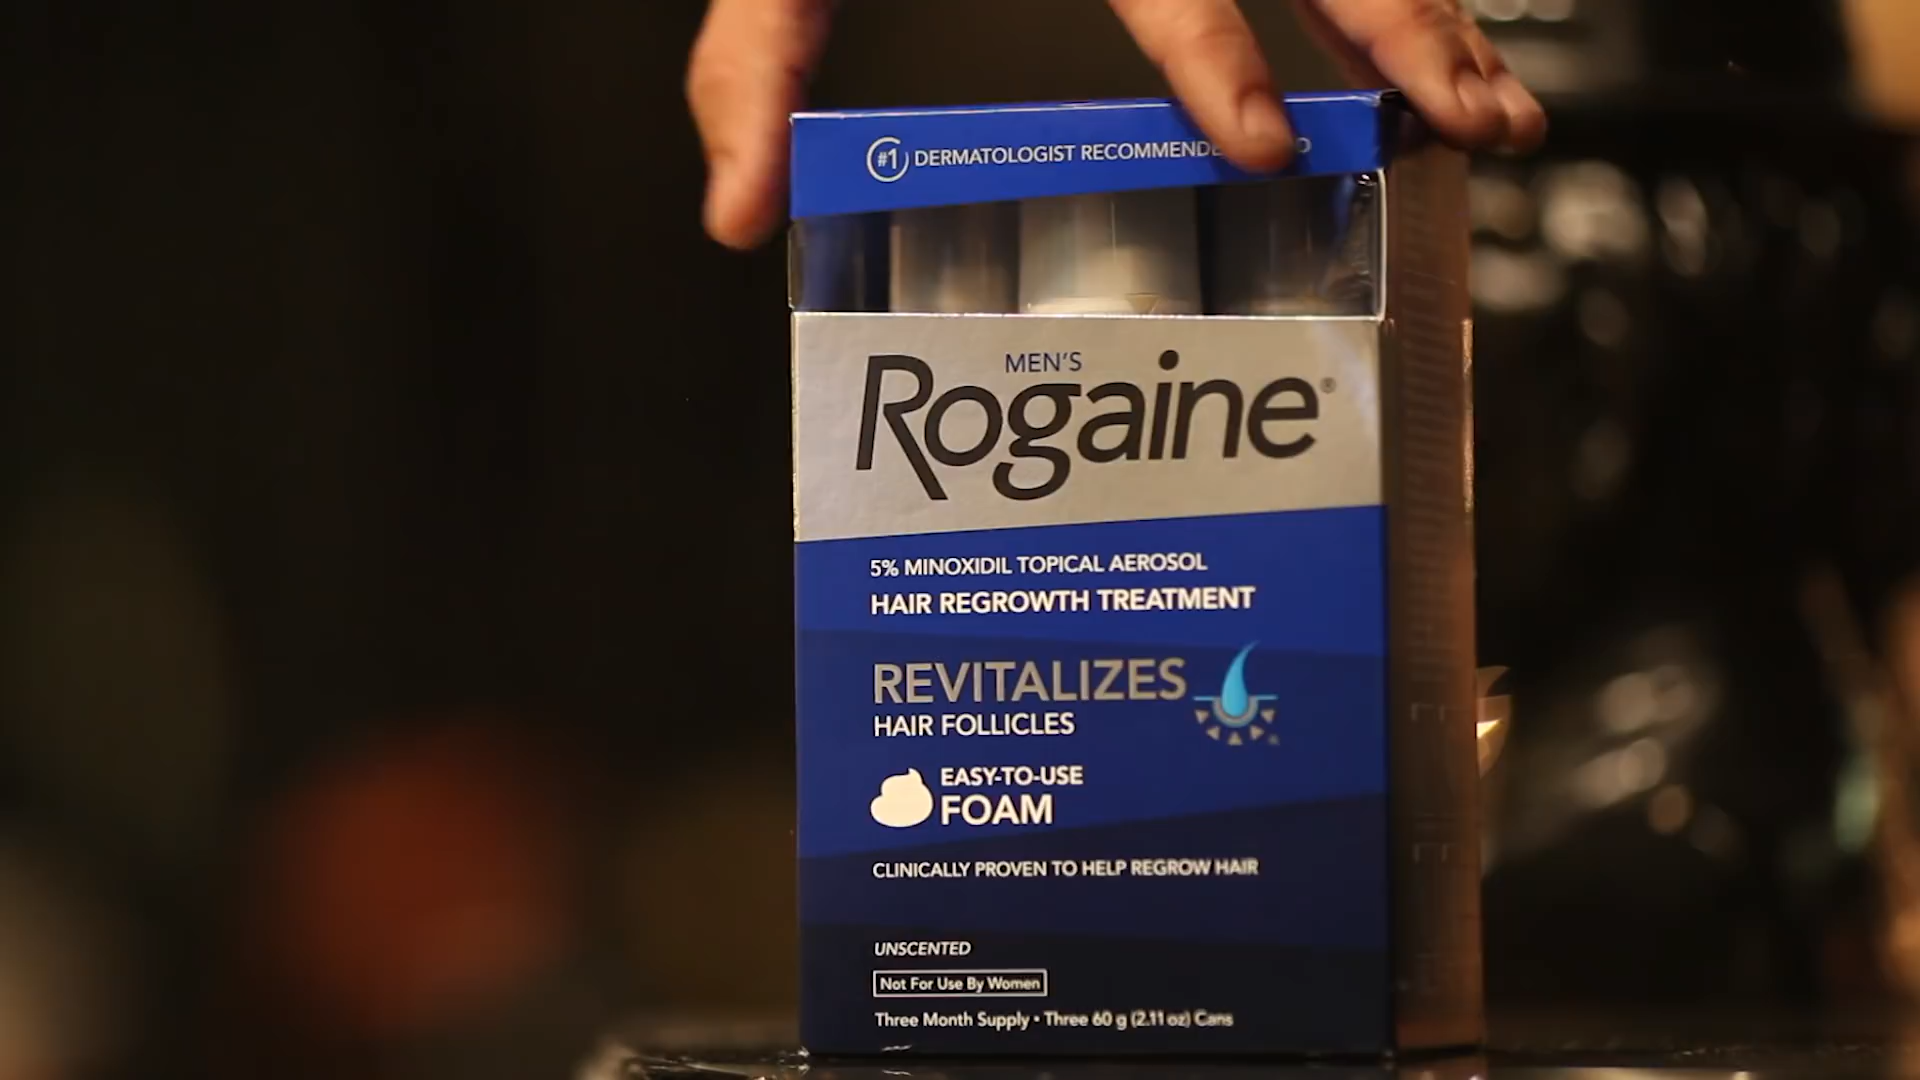 #1 DERMATOLOGIST RECOMMENDE
MEN'S
Rogaine®
5% MINOXIDIL TOPICAL AEROSOL
HAIR REGROWTH TREATMENT
REVITALIZES
HAIR FOLLICLES
EASY-TO-USE
FOAM
CLINICALLY PROVEN TO HELP REGROW HAIR
UNSCENTED
Not For Use By Women
Three Month Supply • Three 60 g (2.11 oz) Cans